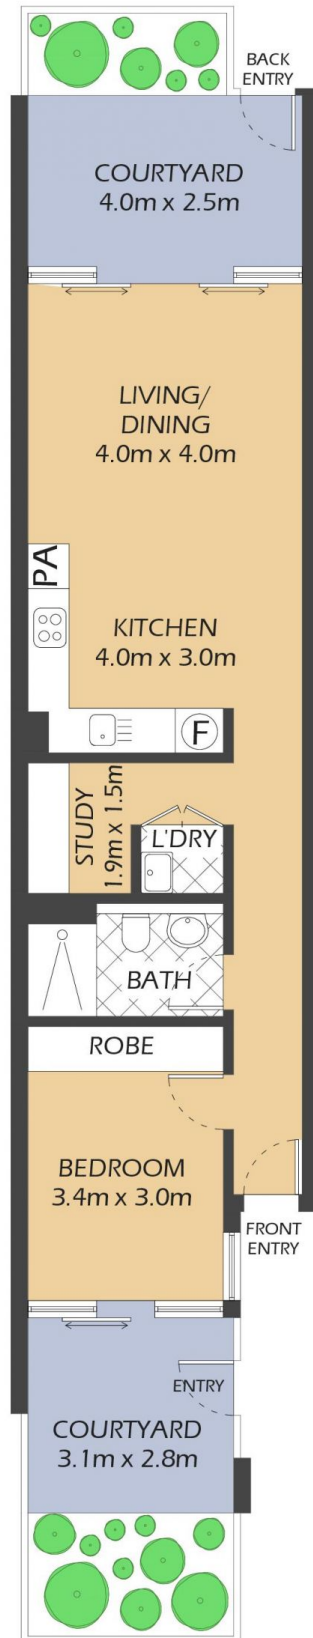 BACK
ENTRY
COURTYARD
4.0m x 2.5m
LIVING/
DINING
4.0m x 4.0m
PA
KITCHEN
4.0m x 3.0m
F
STUDY
1.9m x 1.5m
L'DRY
BATH
ROBE
BEDROOM
3.4m x 3.0m
FRONT
ENTRY
ENTRY
COURTYARD
3.1m x 2.8m